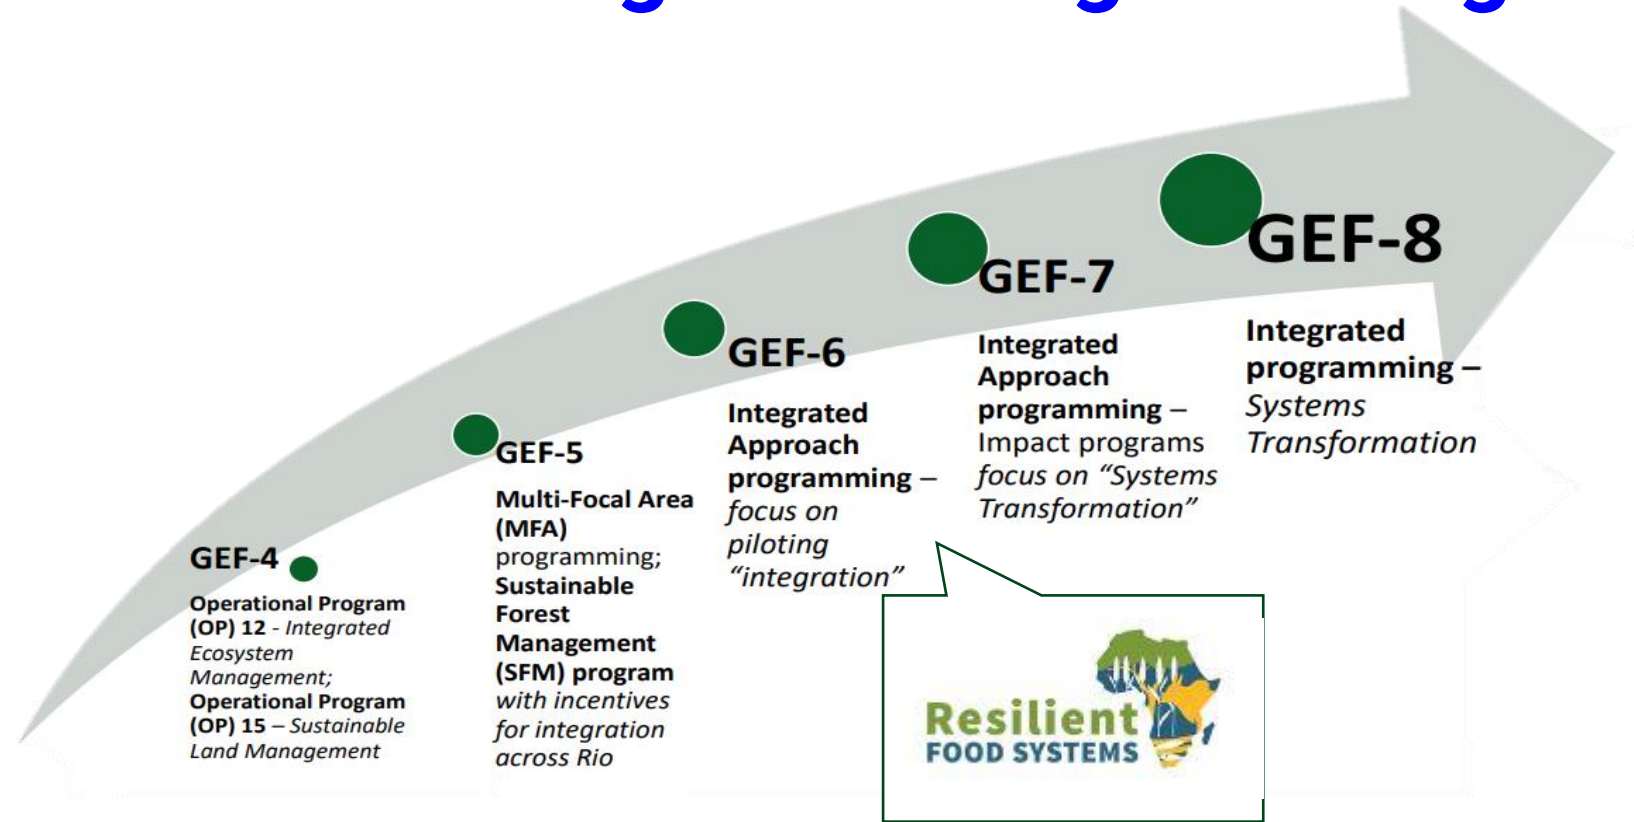 GEF-4
Operational Program
(OP) 12 - Integrated
Ecosystem
Management;
Operational Program
(OP) 15 – Sustainable
Land Management
GEF-5
Multi-Focal Area
(MFA)
programming;
Sustainable
Forest
Management
(SFM) program
with incentives
for integration
across Rio
GEF-6
Integrated
Approach
programming –
focus on
piloting
“integration”
GEF-7
Integrated
Approach
programming –
Impact programs
focus on “Systems
Transformation”
GEF-8
Integrated
programming –
Systems
Transformation
Resilient
FOOD SYSTEMS